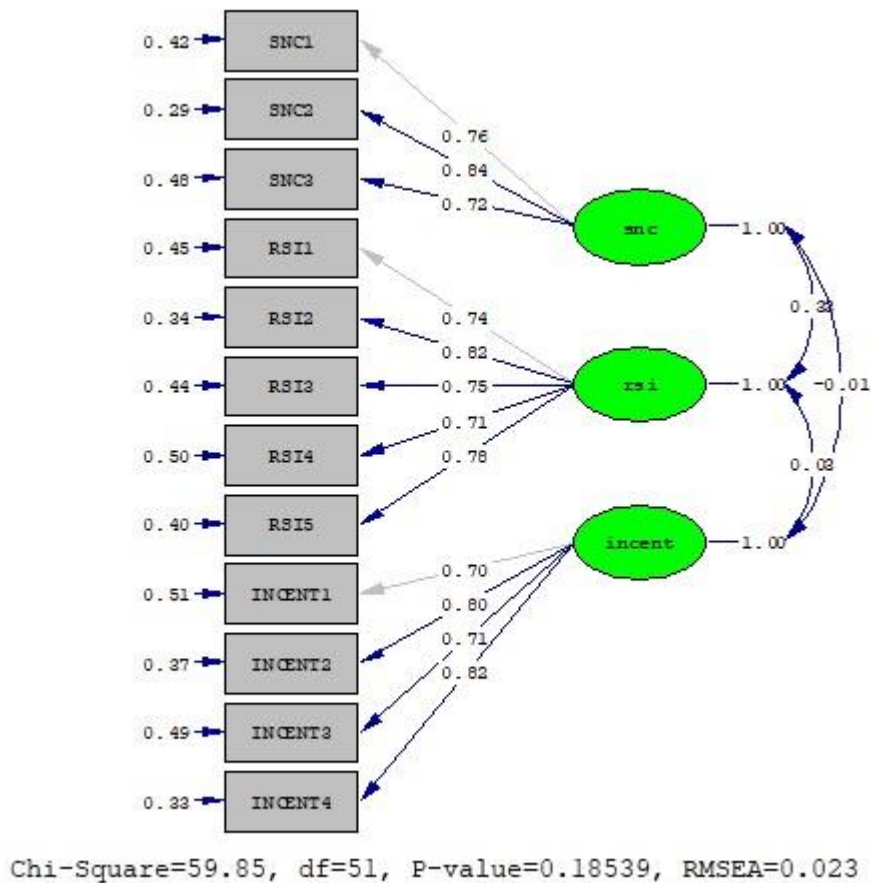 0.42 SNC1
0.29 SNC2
0.76
0.84
0.48 SNC3
0.72
snc 1.00
0.45 RSI1
0.34 RSI2
0.74
0.82
0.44 RSI3
0.75
rsi 1.00 -0.01
0.71
0.50 RSI4
0.78
0.03
0.40 RSI5
incent 1.00
0.70
0.51 INCENT1
0.80
0.71
0.37 INCENT2
0.82
0.49 INCENT3
0.33 INCENT4
Chi-Square=59.85, df=51, P-value=0.18539, RMSEA=0.023